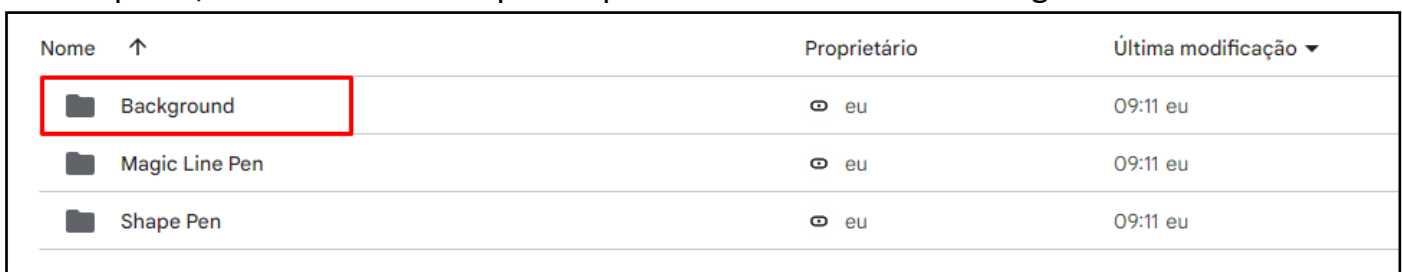 Nome ↑ Proprietário Última modificação ▾
Background eu 09:11 eu
Magic Line Pen eu 09:11 eu
Shape Pen eu 09:11 eu